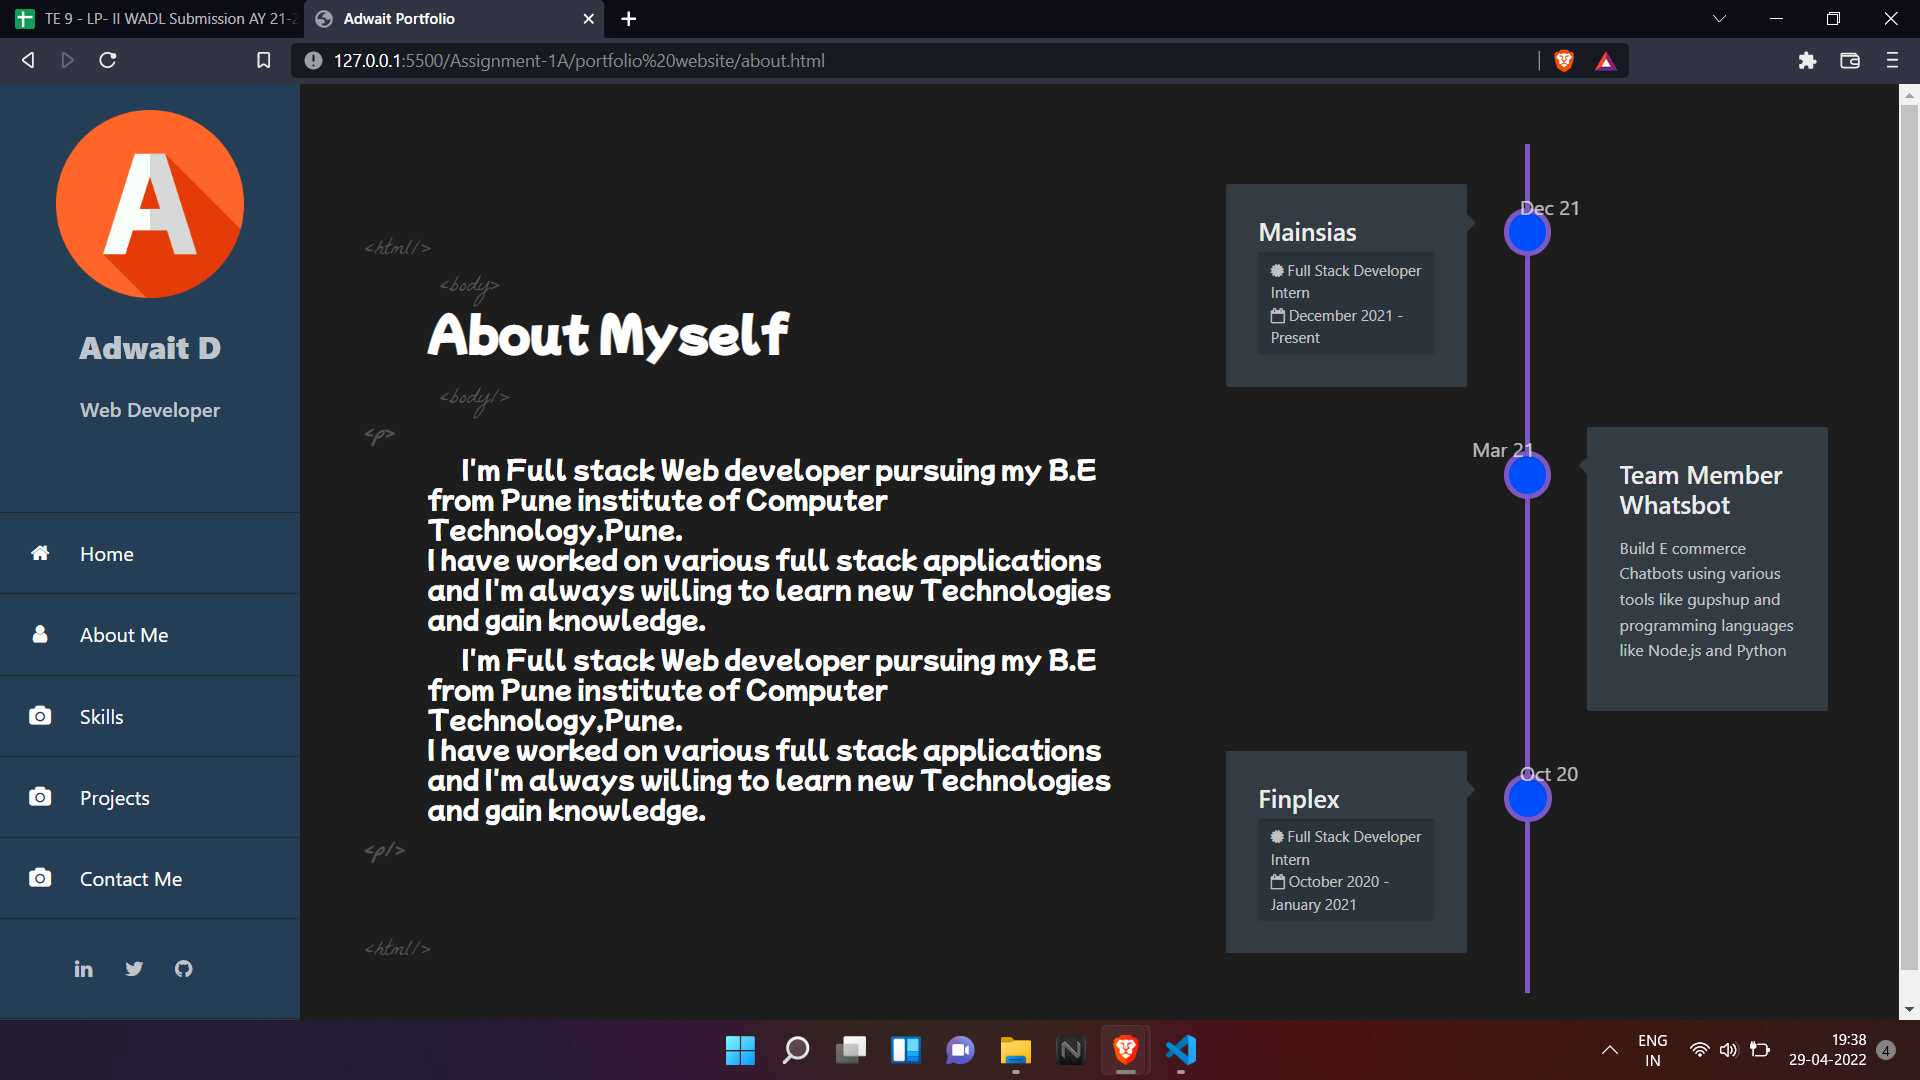 TE 9 - LP- II WADL Submission AY 21-2
Adwait Portfolio
127.0.0.1:5500/Assignment-1A/portfolio%20website/about.html
A
Adwait D
Web Developer
Home
About Me
Skills
Projects
Contact Me
<html/>
<body>
About Myself
<body/>
<p>
I'm Full stack Web developer pursuing my B.E
from Pune institute of Computer
Technology,Pune.
I have worked on various full stack applications
and I'm always willing to learn new Technologies
and gain knowledge.
I'm Full stack Web developer pursuing my B.E
from Pune institute of Computer
Technology,Pune.
I have worked on various full stack applications
and I'm always willing to learn new Technologies
and gain knowledge.
<p/>
<html/>
Dec 21
Mainsias
Full Stack Developer
Intern
December 2021 -
Present
Mar 21
Team Member
Whatsbot
Build E commerce
Chatbots using various
tools like gupshup and
programming languages
like Node.js and Python
Oct 20
Finplex
Full Stack Developer
Intern
October 2020 -
January 2021
ENG
IN
19:38
29-04-2022
4